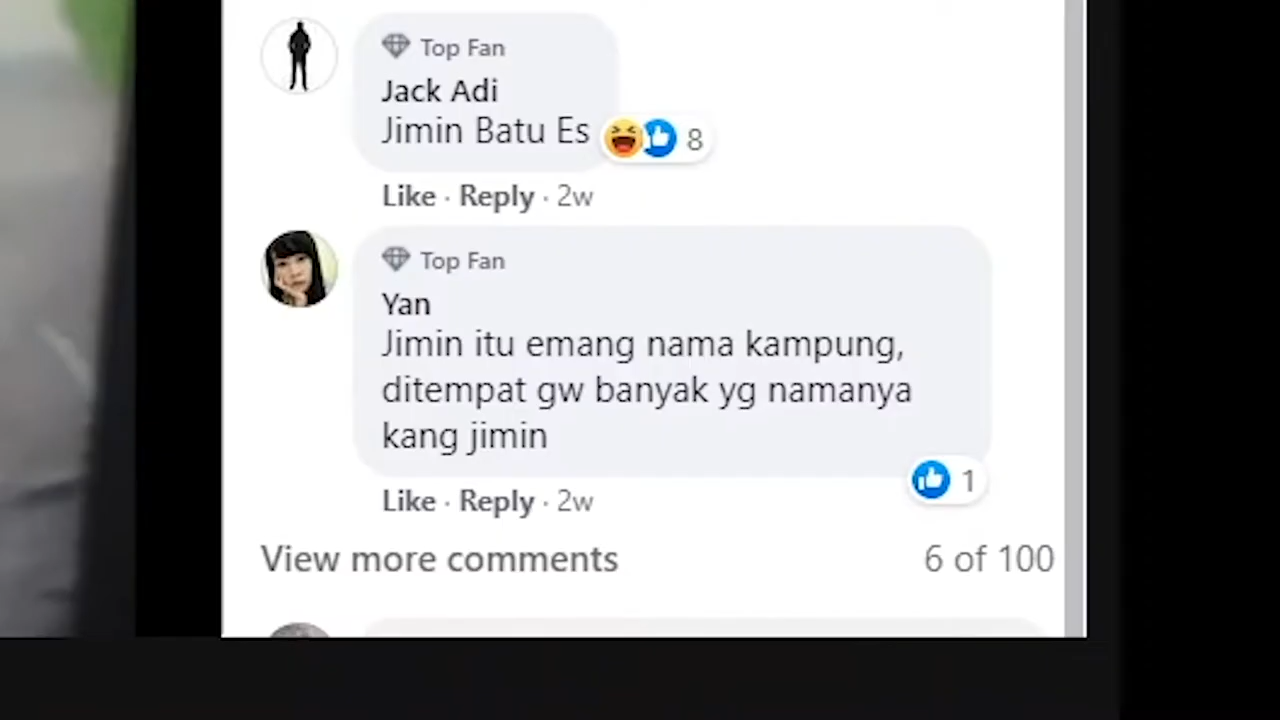 Top Fan
Jack Adi
Jimin Batu Es
8
Like · Reply · 2w
Top Fan
Yan
Jimin itu emang nama kampung,
ditempat gw banyak yg namanya
kang jimin
1
Like · Reply · 2w
View more comments 6 of 100